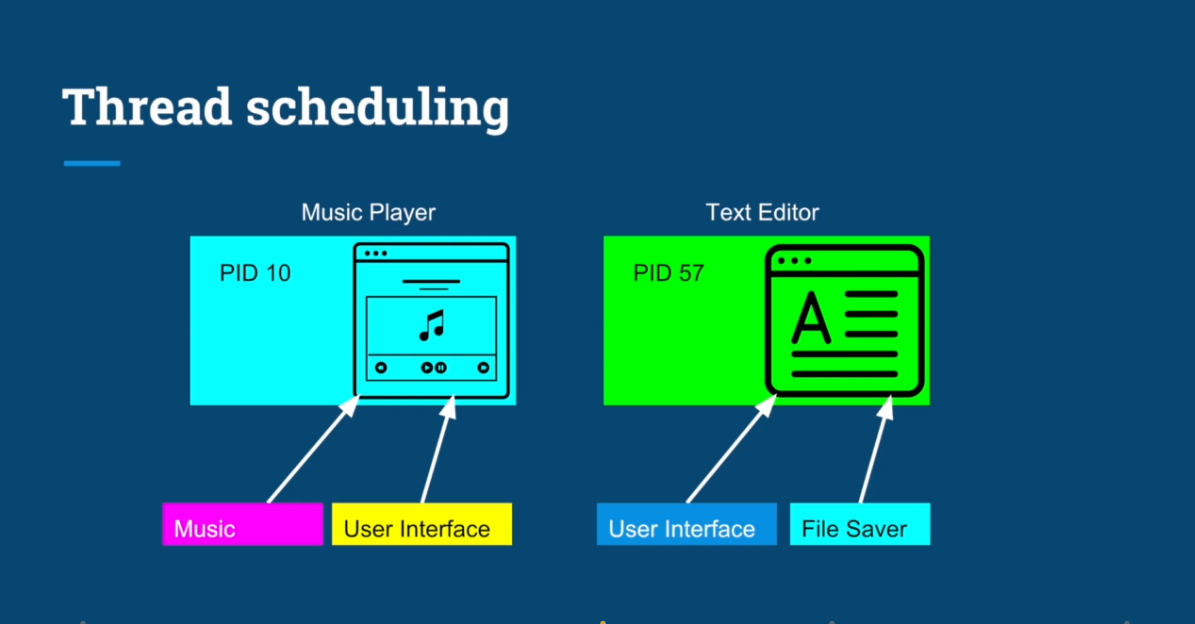 Thread scheduling
Music Player
Text Editor
PID 10
PID 57
A
Music
User Interface
User Interface
File Saver